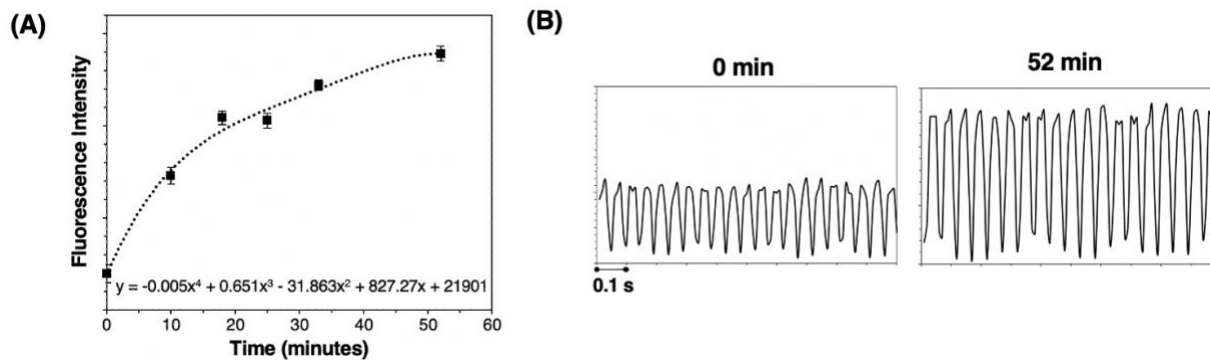 (A)
Fluorescence Intensity
y = -0.005x⁴ + 0.651x³ - 31.863x² + 827.27x + 21901
0 10 20 30 40 50 60
Time (minutes)
(B)
0 min
52 min
0.1 s